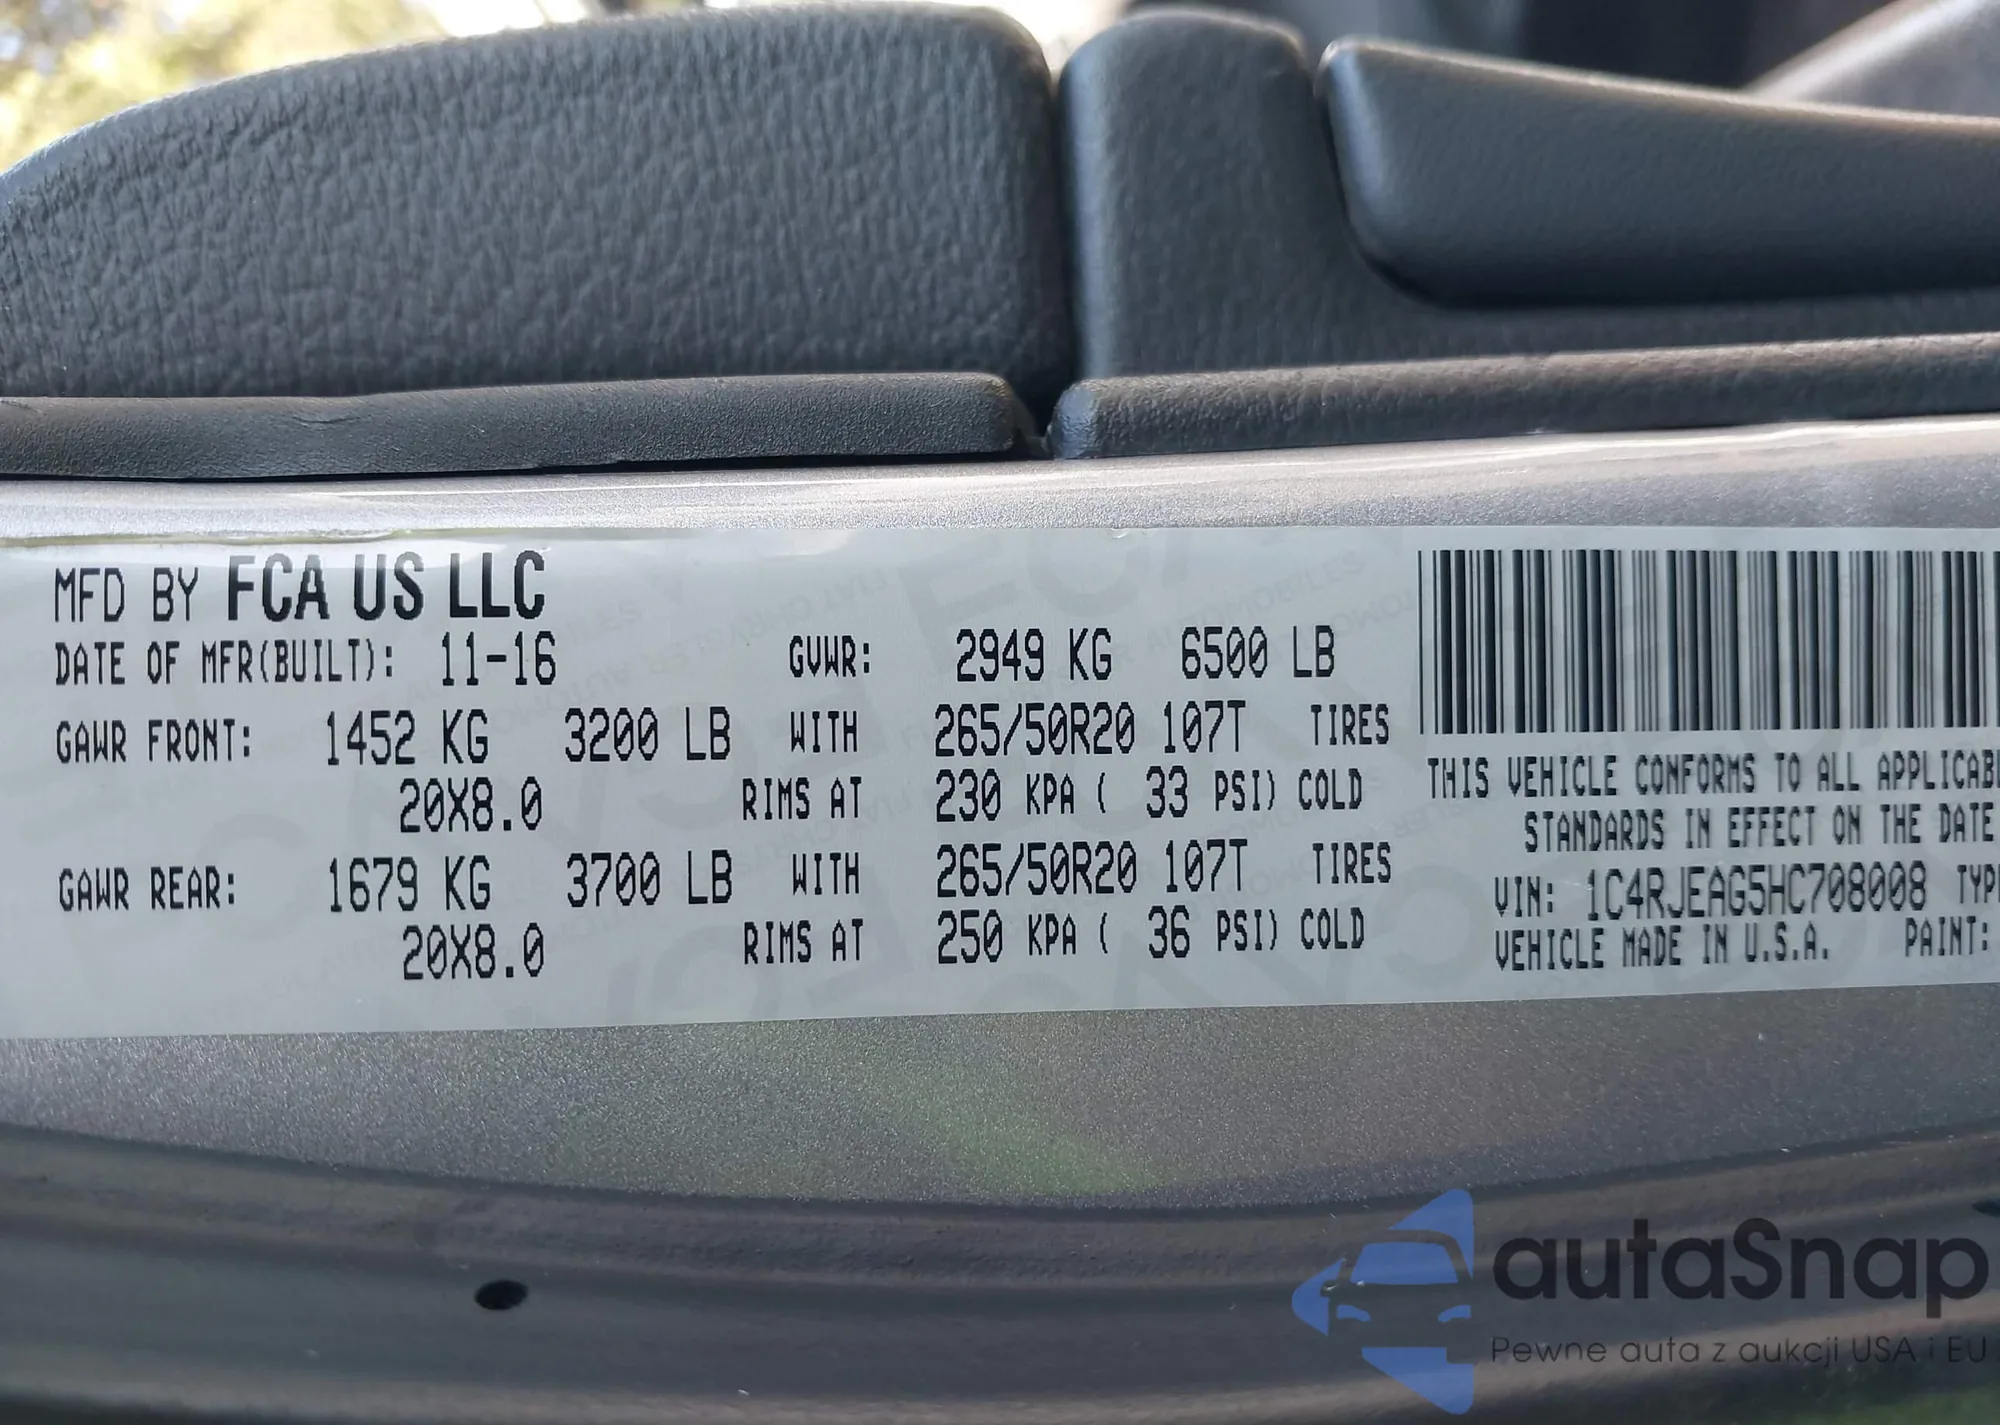 MFD BY FCA US LLC
DATE OF MFR(BUILT): 11-16 GVWR: 2949 KG 6500 LB
GAWR FRONT: 1452 KG 3200 LB WITH 265/50R20 107T TIRES
20X8.0 RIMS AT 230 KPA ( 33 PSI) COLD
GAWR REAR: 1679 KG 3700 LB WITH 265/50R20 107T TIRES
20X8.0 RIMS AT 250 KPA ( 36 PSI) COLD
THIS VEHICLE CONFORMS TO ALL APPLICAB
STANDARDS IN EFFECT ON THE DATE
VIN: 1C4RJEAG5HC708008 TYP
VEHICLE MADE IN U.S.A. PAINT:
autaSnap
Pewne auta z aukcji USA i EU